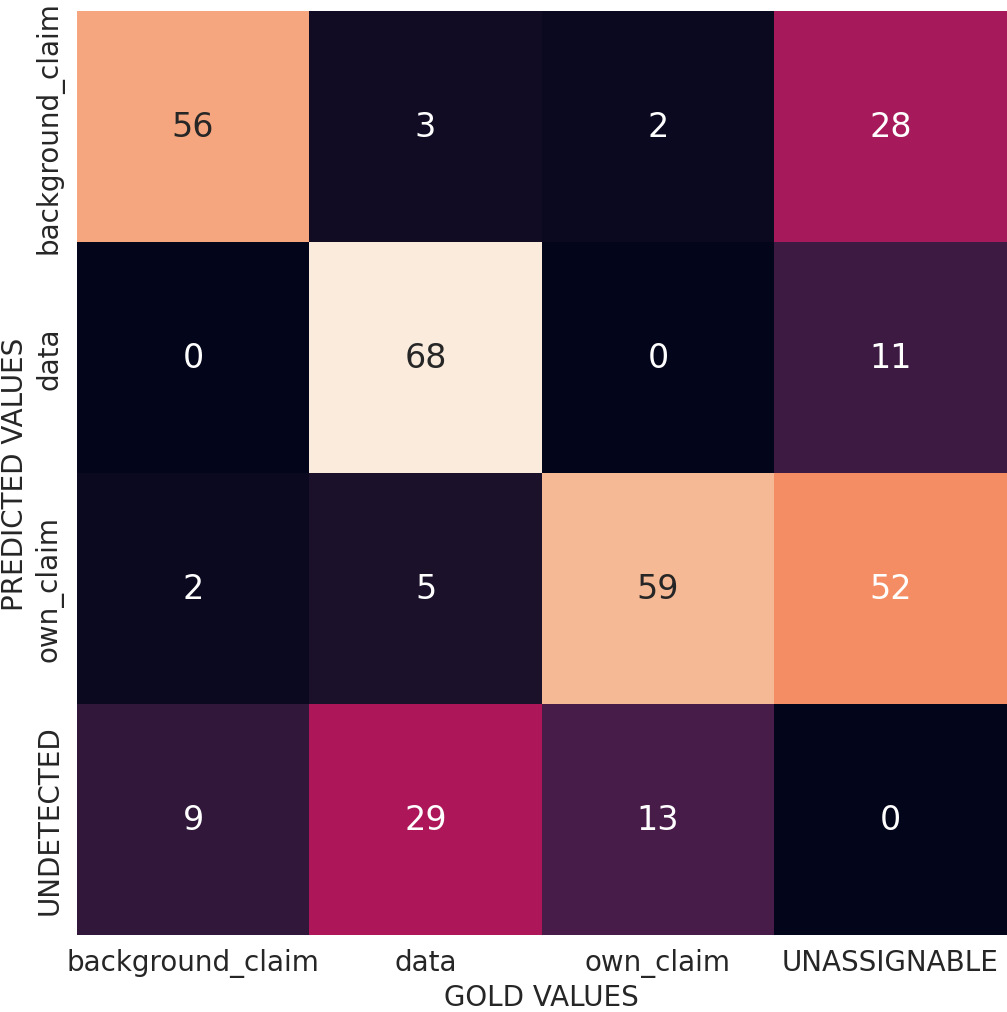 PREDICTED VALUES
background_claim
56 3 2 28
data
0 68 0 11
own_claim
2 5 59 52
UNDETECTED
9 29 13 0
background_claim data own_claim UNASSIGNABLE
GOLD VALUES